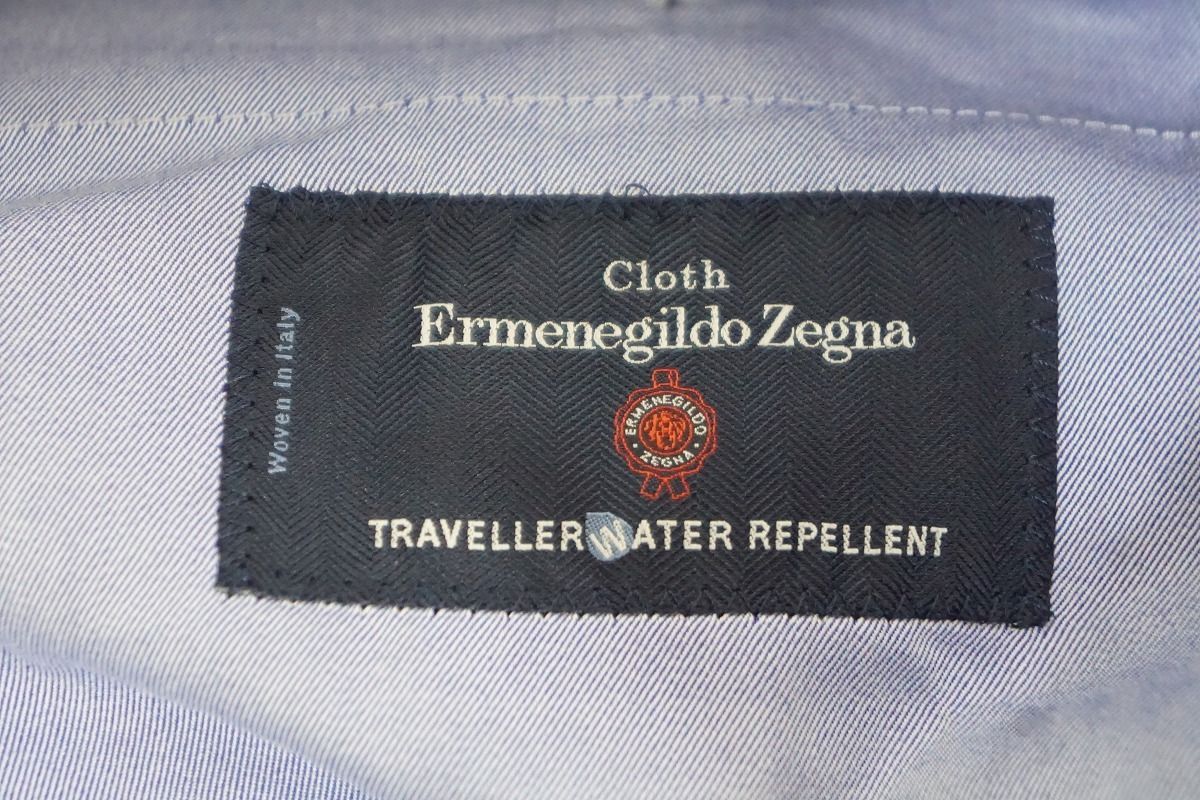 Cloth
Ermenegildo Zegna
ERMENEGILDO
ZEGNA
TRAVELLER WATER REPELLENT
Woven in Italy